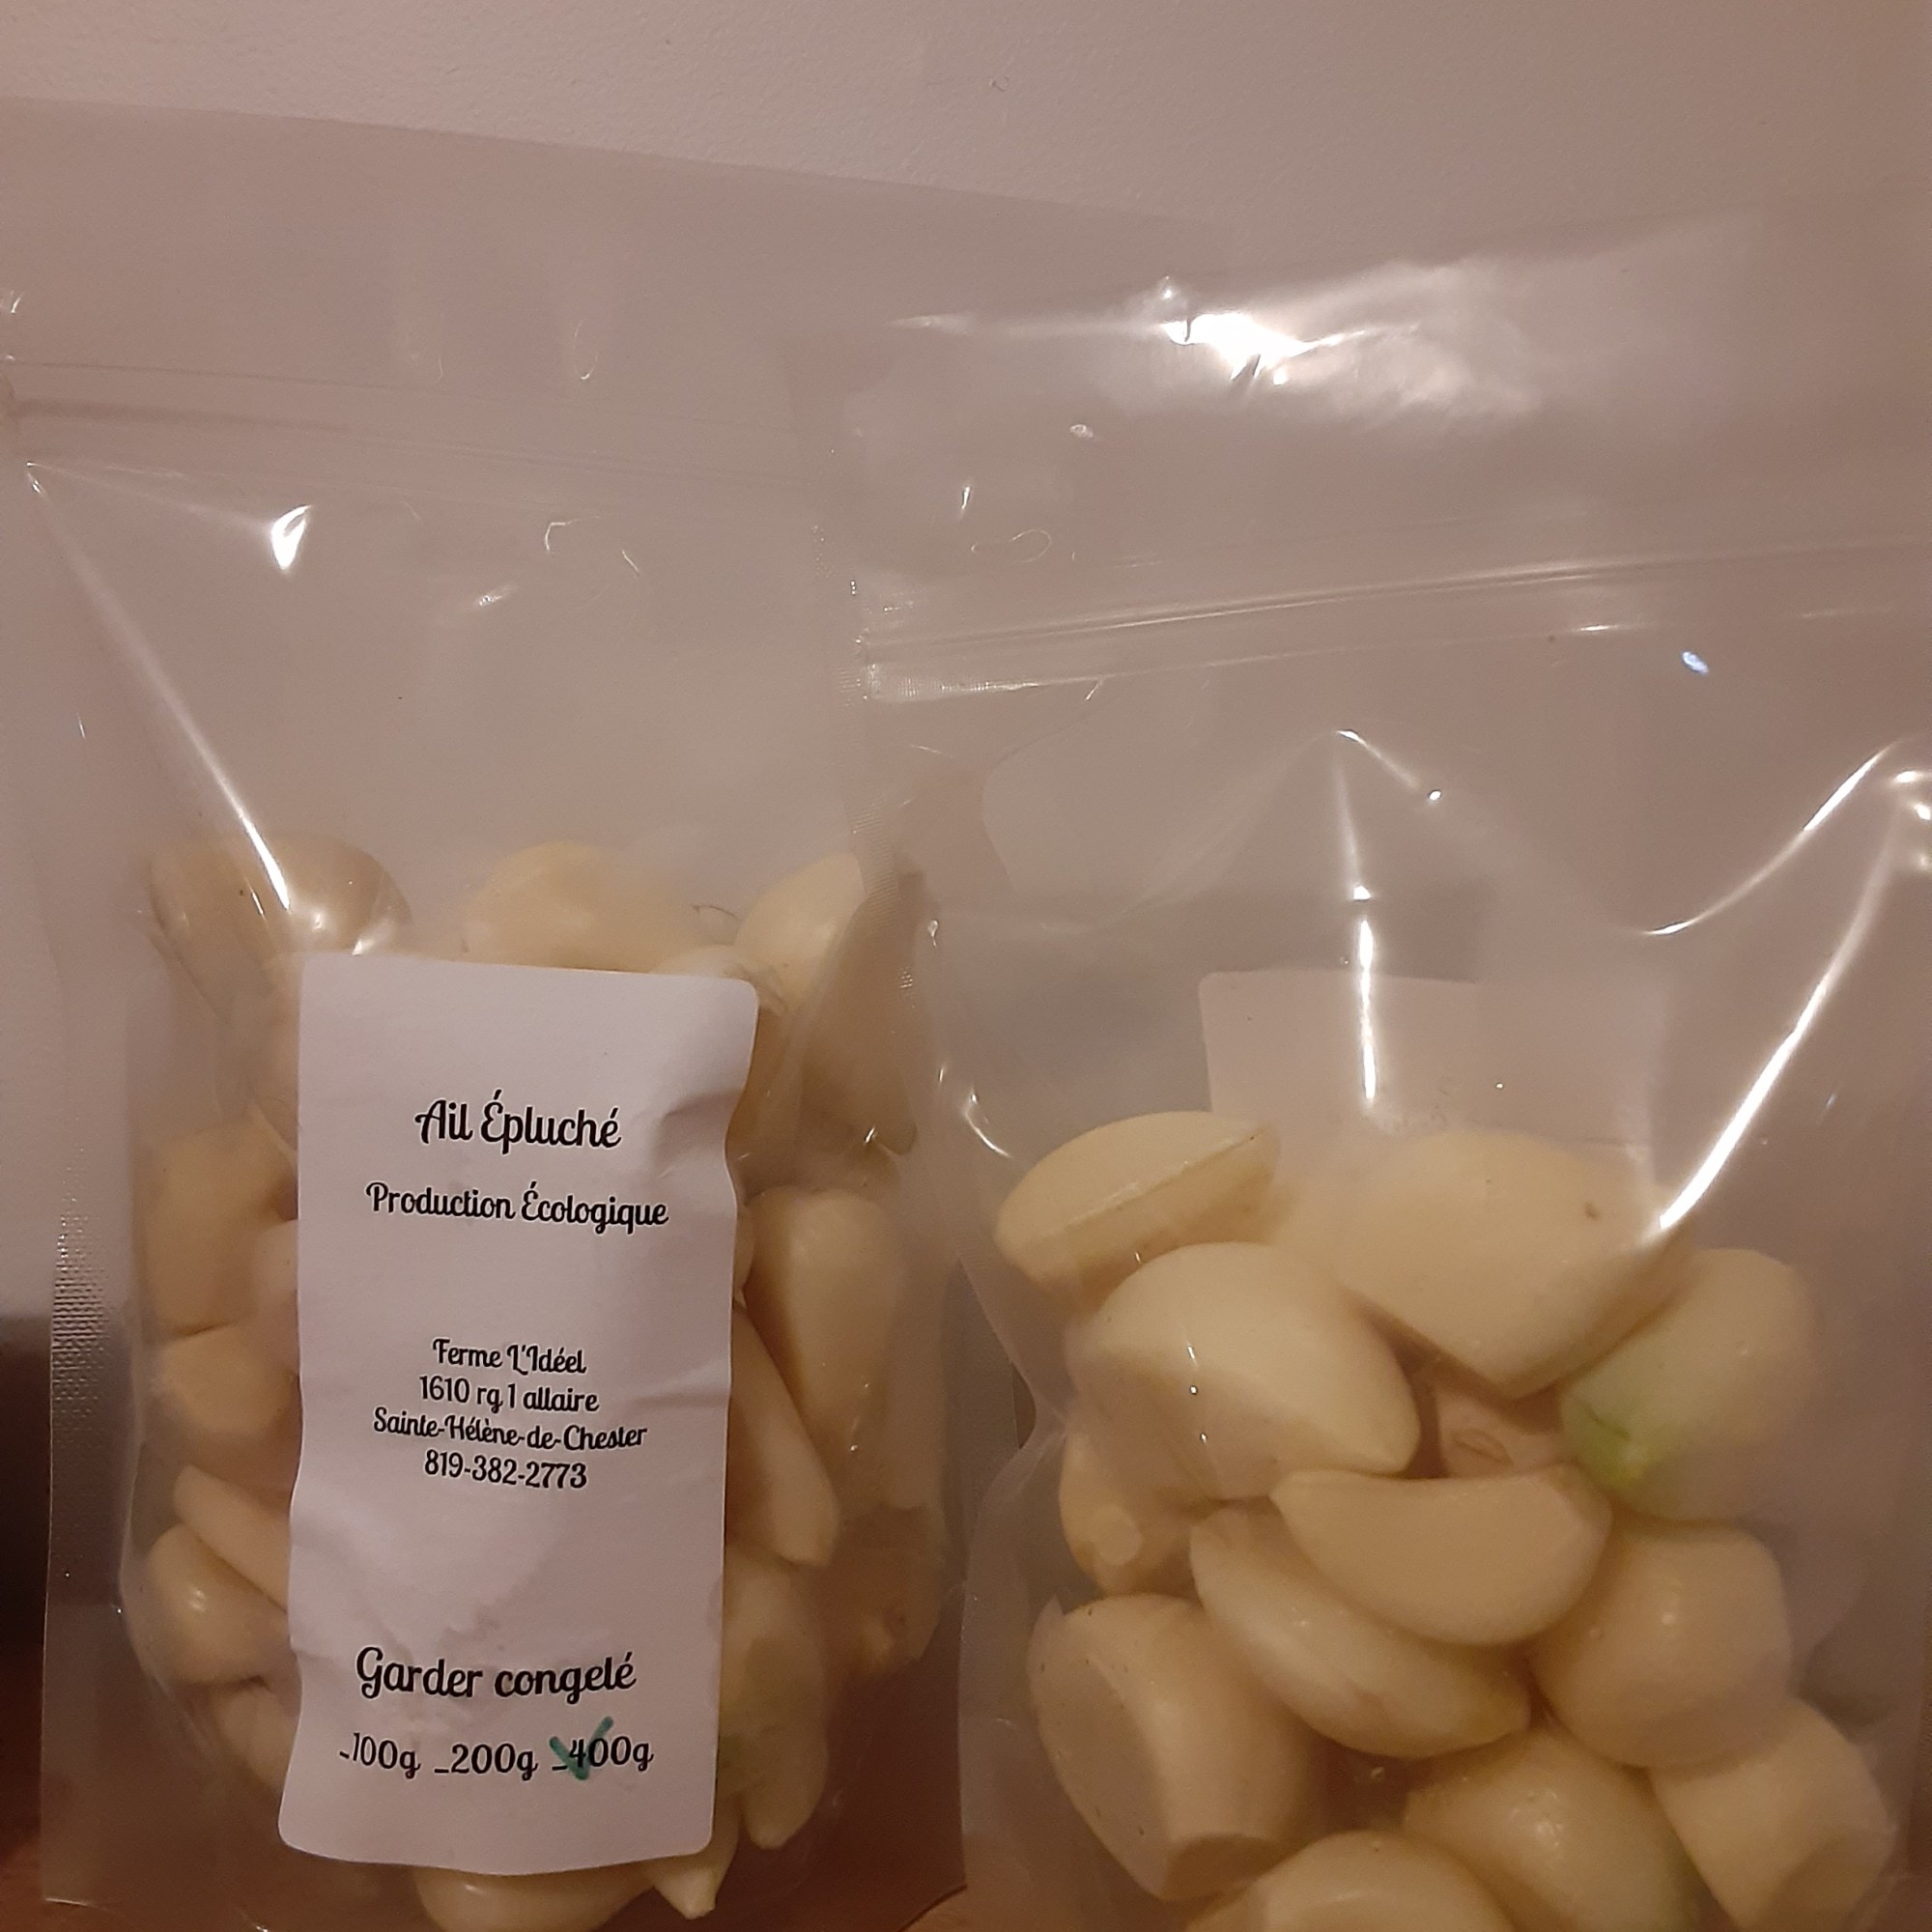 Ail Épluché
Production Écologique
Ferme L'Idéel
1610 rg 1 allaire
Sainte-Hélène-de-Chester
819-382-2773
Garder congelé
_100g _200g _400g